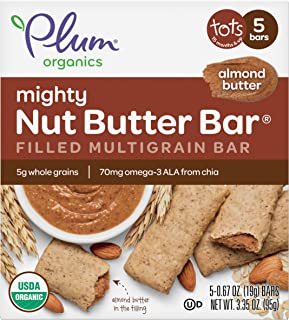 Plum®
organics
tots
15 months & up
5
bars
almond
butter
mighty
Nut Butter Bar®
FILLED MULTIGRAIN BAR
5g whole grains
70mg omega-3 ALA from chia
USDA
ORGANIC
almond butter
in the filling
U D
5-0.67 OZ. (19g) BARS
NET WT. 3.35 OZ. (95g)